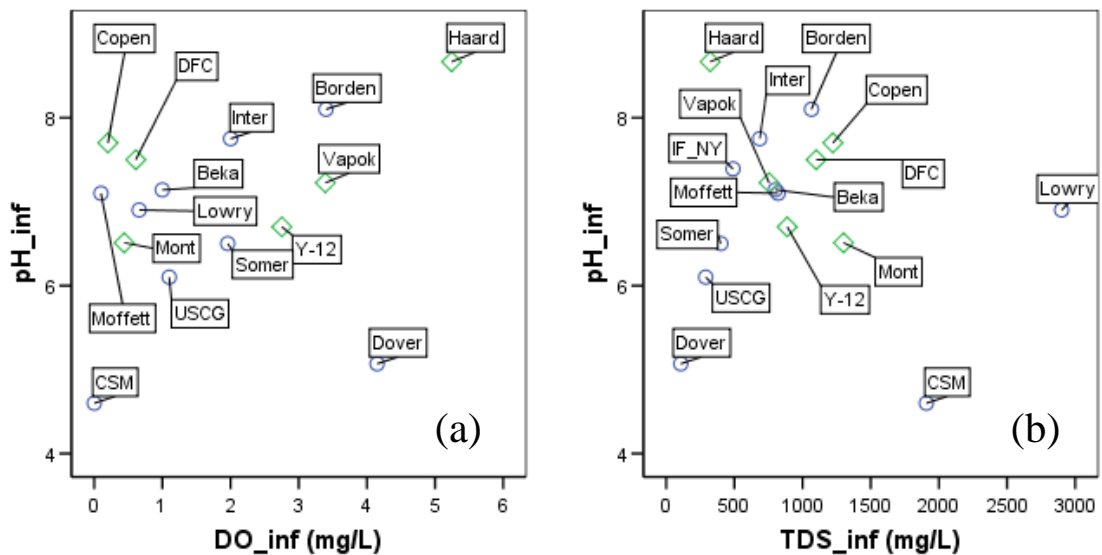 Copen
DFC
Haard
Borden
Inter
Beka
Vapok
Lowry
Mont
Somer
Y-12
Moffett
USCG
Dover
CSM
(a)
pH_inf
8
6
4
0 1 2 3 4 5 6
DO_inf (mg/L)
Haard
Borden
Inter
Copen
Vapok
IF_NY
DFC
Moffett
Beka
Lowry
Somer
Mont
USCG
Y-12
Dover
CSM
(b)
pH_inf
8
6
4
0 500 1000 1500 2000 2500 3000
TDS_inf (mg/L)